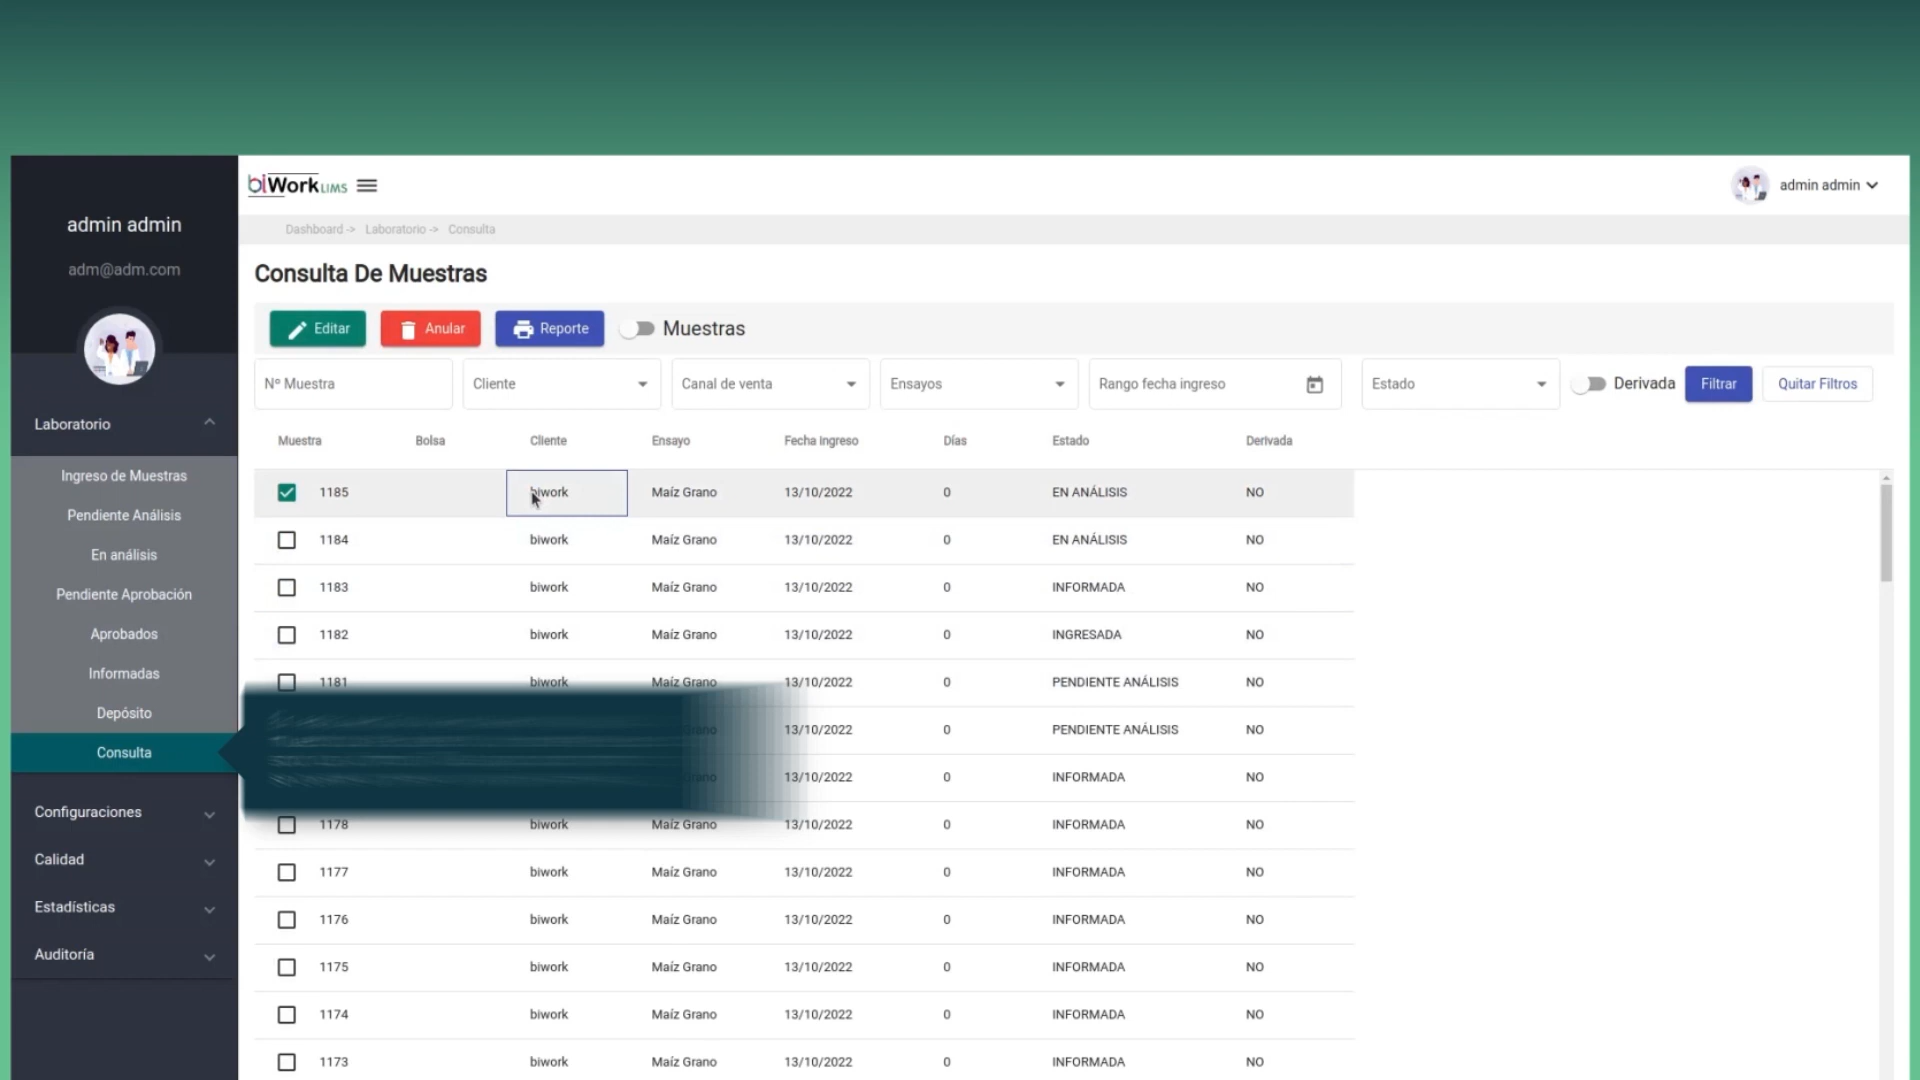 admin admin
adm@adm.com
Laboratorio
Ingreso de Muestras
Pendiente Análisis
En análisis
Pendiente Aprobación
Aprobados
Informadas
Depósito
Consulta
Configuraciones
Calidad
Estadísticas
Auditoría
biWork LIMS
admin admin
Dashboard -> Laboratorio -> Consulta
Consulta De Muestras
Editar Anular Reporte Muestras
Nº Muestra Cliente Canal de venta Ensayos Rango fecha ingreso Estado Derivada Filtrar Quitar Filtros
Muestra Bolsa Cliente Ensayo Fecha ingreso Días Estado Derivada
1185 biwork Maíz Grano 13/10/2022 0 EN ANÁLISIS NO
1184 biwork Maíz Grano 13/10/2022 0 EN ANÁLISIS NO
1183 biwork Maíz Grano 13/10/2022 0 INFORMADA NO
1182 biwork Maíz Grano 13/10/2022 0 INGRESADA NO
1181 biwork Maíz Grano 13/10/2022 0 PENDIENTE ANÁLISIS NO
13/10/2022 0 PENDIENTE ANÁLISIS NO
13/10/2022 0 INFORMADA NO
1178 biwork Maíz Grano 13/10/2022 0 INFORMADA NO
1177 biwork Maíz Grano 13/10/2022 0 INFORMADA NO
1176 biwork Maíz Grano 13/10/2022 0 INFORMADA NO
1175 biwork Maíz Grano 13/10/2022 0 INFORMADA NO
1174 biwork Maíz Grano 13/10/2022 0 INFORMADA NO
1173 biwork Maíz Grano 13/10/2022 0 INFORMADA NO